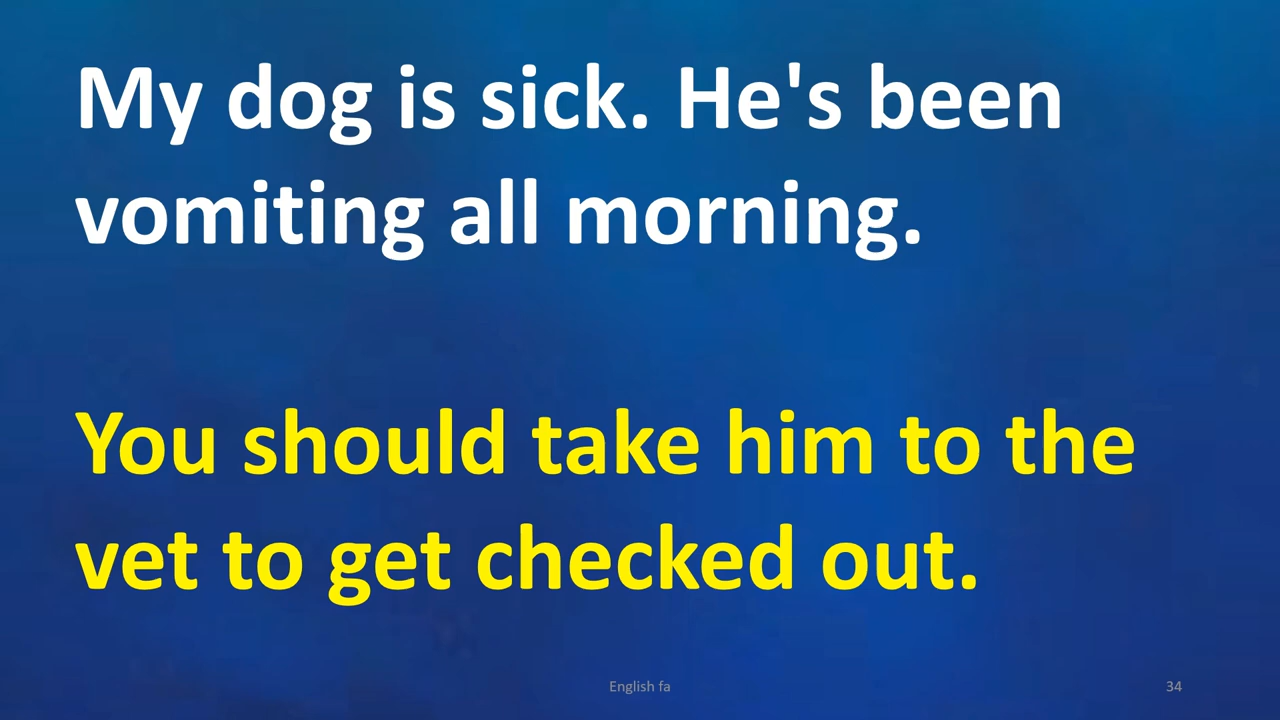 My dog is sick. He's been
vomiting all morning.
You should take him to the
vet to get checked out.
English fa
34